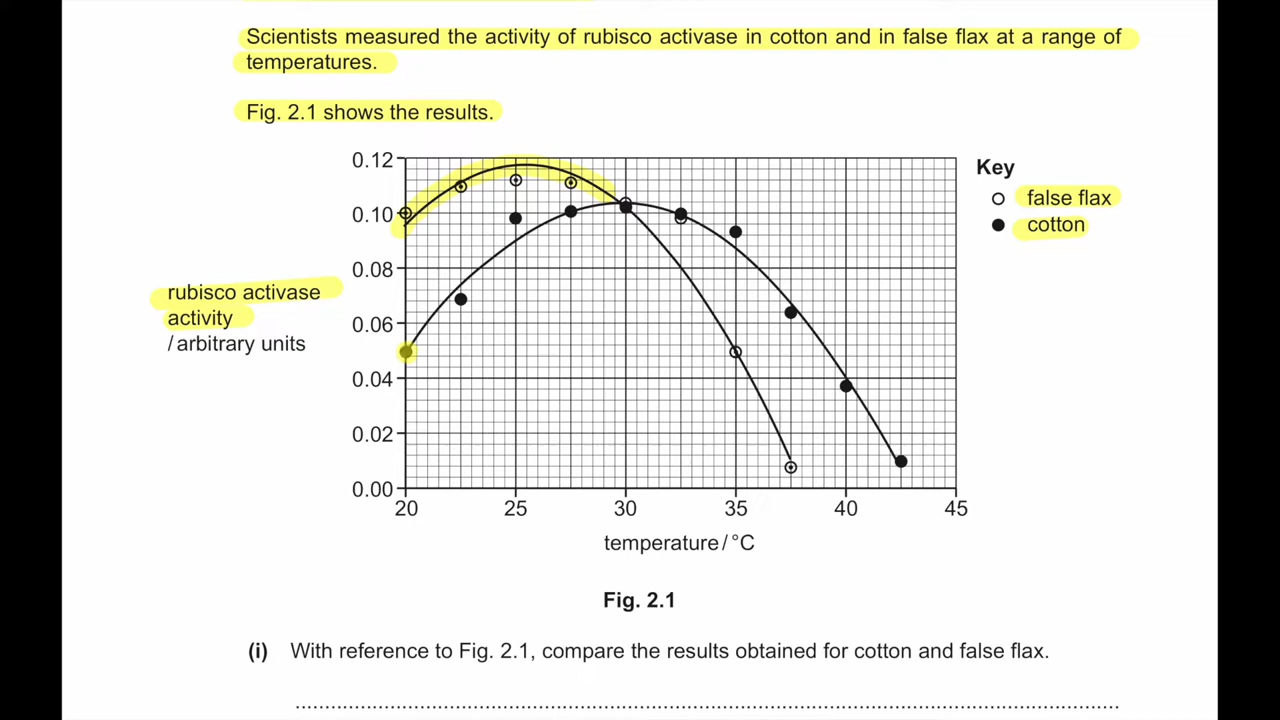 Scientists measured the activity of rubisco activase in cotton and in false flax at a range of
temperatures.
Fig. 2.1 shows the results.
0.12
0.10
0.08
0.06
0.04
0.02
0.00
rubisco activase
activity
/ arbitrary units
20 25 30 35 40 45
temperature / °C
Key
false flax
cotton
Fig. 2.1
(i) With reference to Fig. 2.1, compare the results obtained for cotton and false flax.